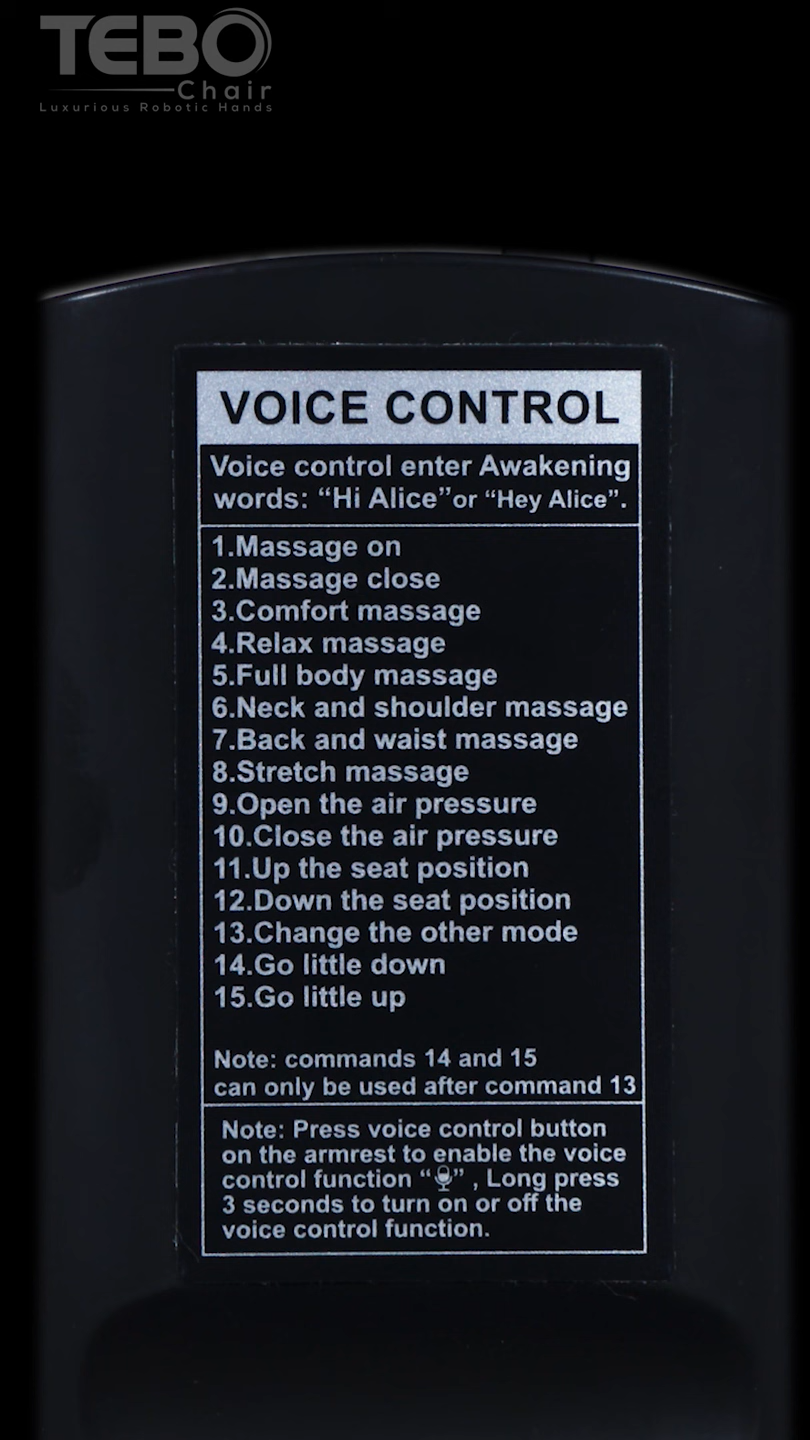 TEBO
Chair
Luxurious Robotic Hands
VOICE CONTROL
Voice control enter Awakening
words: “Hi Alice”or “Hey Alice”.
1.Massage on
2.Massage close
3.Comfort massage
4.Relax massage
5.Full body massage
6.Neck and shoulder massage
7.Back and waist massage
8.Stretch massage
9.Open the air pressure
10.Close the air pressure
11.Up the seat position
12.Down the seat position
13.Change the other mode
14.Go little down
15.Go little up
Note: commands 14 and 15
can only be used after command 13
Note: Press voice control button
on the armrest to enable the voice
control function “🎙” , Long press
3 seconds to turn on or off the
voice control function.